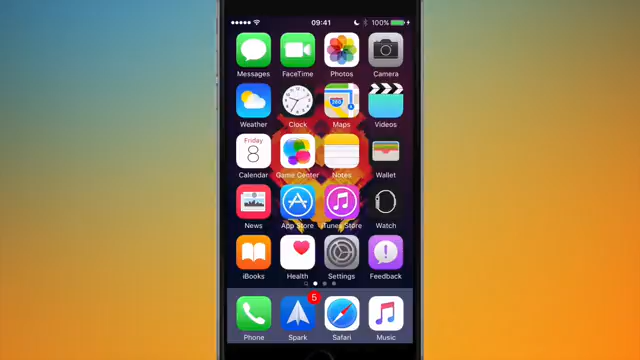 09:41 100%
Messages FaceTime Photos Camera
280
Weather Clock Maps Videos
Friday
8
Calendar Game Center Notes Wallet
News App Store iTunes Store Watch
iBooks Health Settings Feedback
5
Phone Spark Safari Music